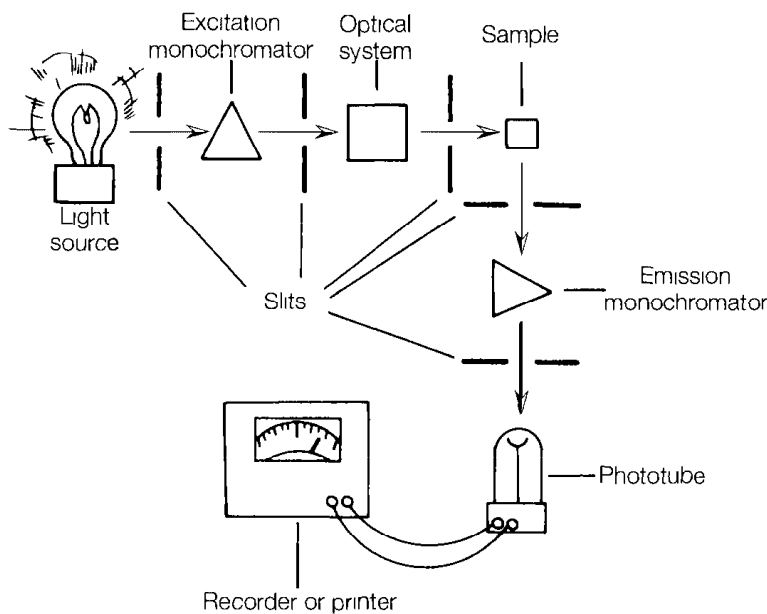 Excitation
monochromator
Optical
system
Sample
Light
source
Slits
Emission
monochromator
Phototube
Recorder or printer